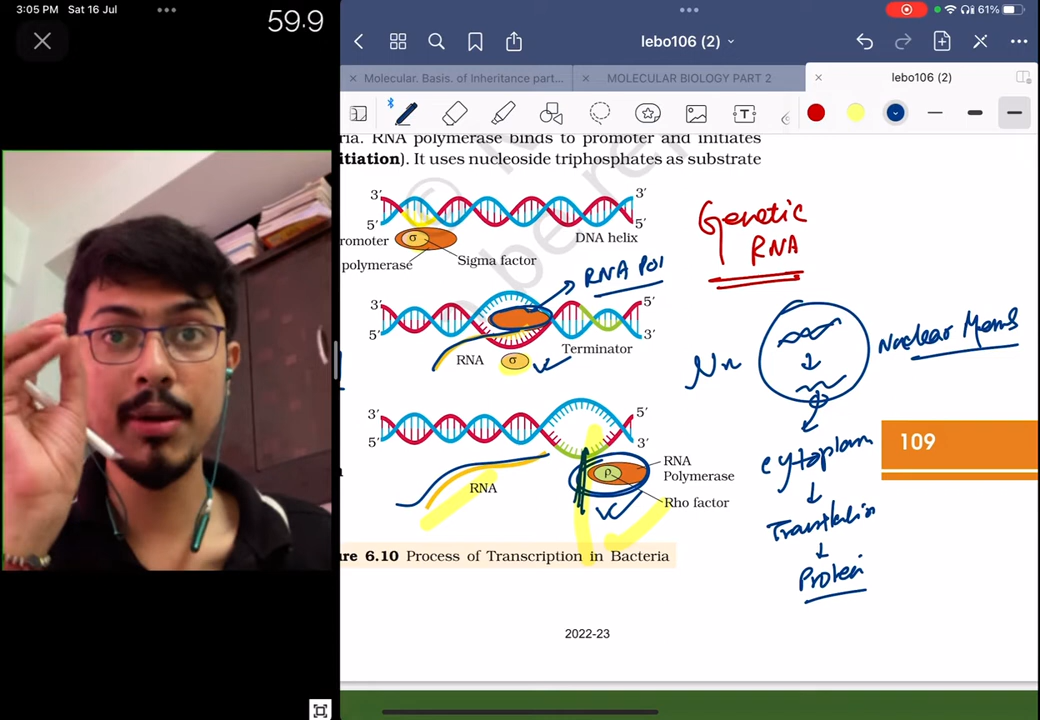 3:05 PM Sat 16 Jul
59.9
61%
lebo106 (2)
Molecular. Basis. of Inheritance part...
MOLECULAR BIOLOGY PART 2
lebo106 (2)
eria. RNA polymerase binds to promoter and initiates
itiation). It uses nucleoside triphosphates as substrate
3′
3′
5′
5′
romoter
σ
DNA helix
polymerase
Sigma factor
Genetic
RNA
RNA Pol
3′
5′
5′
3′
RNA
σ
Terminator
Nuclear Memb
3′
5′
5′
3′
RNA
ρ
RNA
Polymerase
Rho factor
109
Cytoplasm
Translation
Protein
ure 6.10 Process of Transcription in Bacteria
2022-23